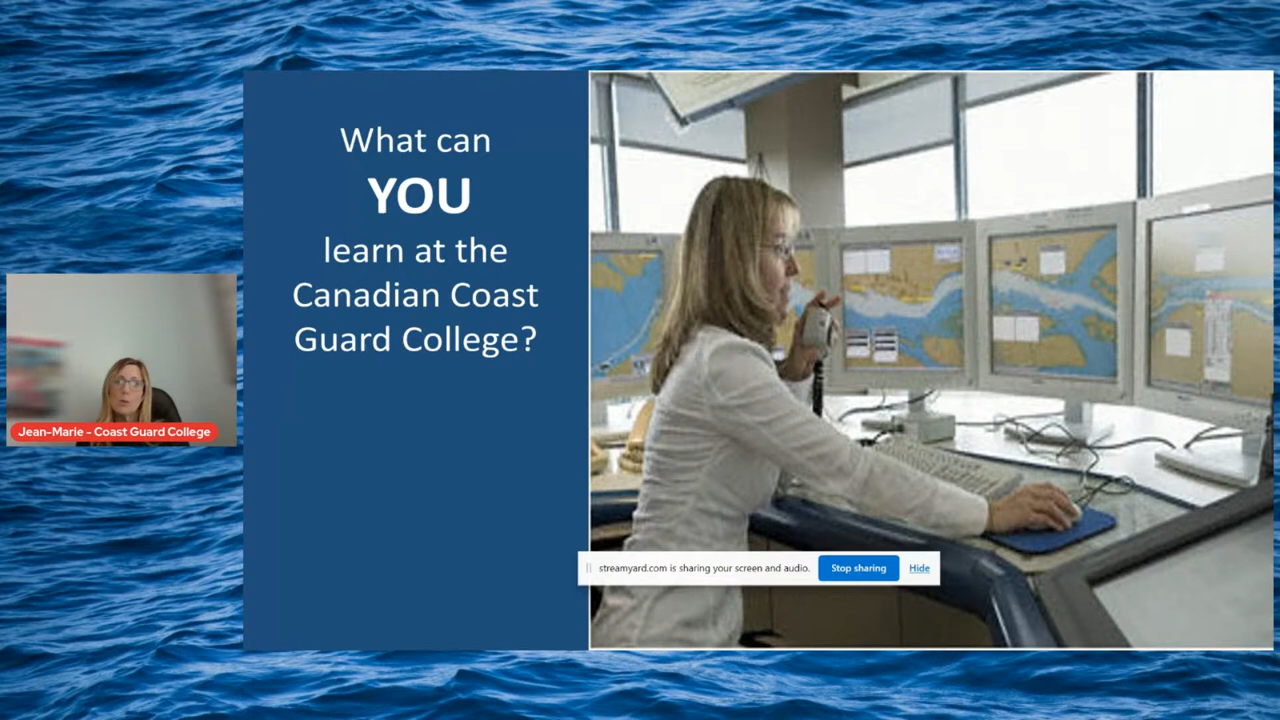 What can
YOU
learn at the
Canadian Coast
Guard College?
Jean-Marie - Coast Guard College
streamyard.com is sharing your screen and audio.
Stop sharing
Hide